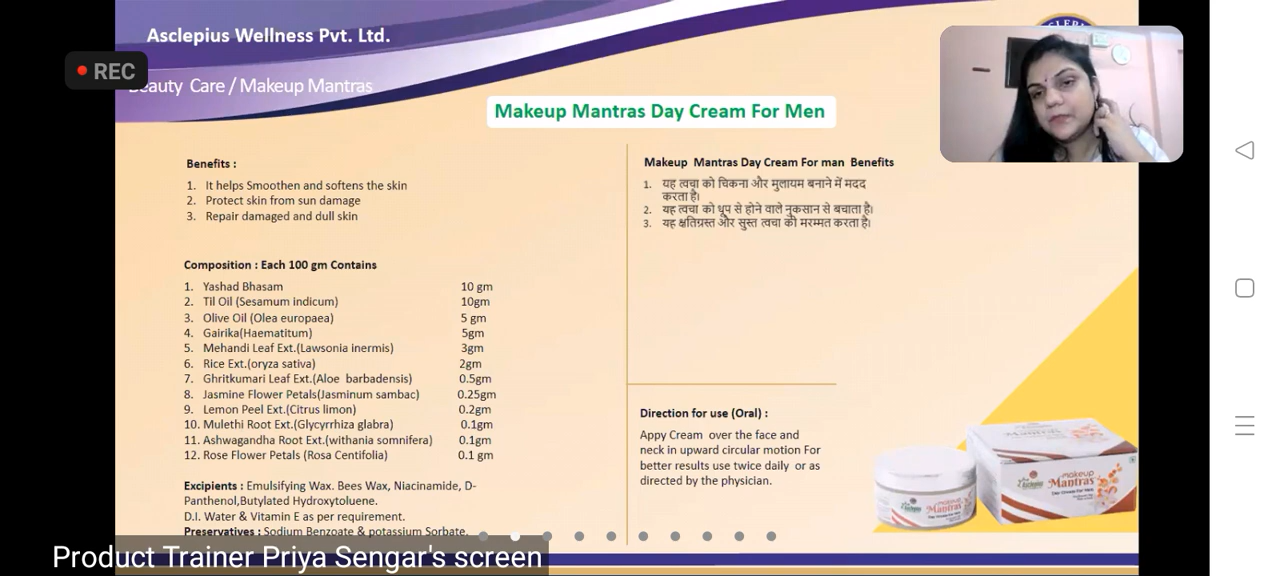 Asclepius Wellness Pvt. Ltd.
REC
Beauty Care / Makeup Mantras
Makeup Mantras Day Cream For Men
Benefits :
1. It helps Smoothen and softens the skin
2. Protect skin from sun damage
3. Repair damaged and dull skin
Composition : Each 100 gm Contains
1. Yashad Bhasam 10 gm
2. Til Oil (Sesamum indicum) 10gm
3. Olive Oil (Olea europaea) 5 gm
4. Gairika(Haematitum) 5gm
5. Mehandi Leaf Ext.(Lawsonia inermis) 3gm
6. Rice Ext.(oryza sativa) 2gm
7. Ghritkumari Leaf Ext.(Aloe barbadensis) 0.5gm
8. Jasmine Flower Petals(Jasminum sambac) 0.25gm
9. Lemon Peel Ext.(Citrus limon) 0.2gm
10. Mulethi Root Ext.(Glycyrrhiza glabra) 0.1gm
11. Ashwagandha Root Ext.(withania somnifera) 0.1gm
12. Rose Flower Petals (Rosa Centifolia) 0.1 gm
Excipients : Emulsifying Wax. Bees Wax, Niacinamide, D-
Panthenol,Butylated Hydroxytoluene.
D.I. Water & Vitamin E as per requirement.
Preservatives : Sodium Benzoate & potassium Sorbate.
Makeup Mantras Day Cream For man Benefits
1. यह त्वचा को चिकना और मुलायम बनाने में मदद
करता है।
2. यह त्वचा को धूप से होने वाले नुकसान से बचाता है।
3. यह क्षतिग्रस्त और सुस्त त्वचा की मरम्मत करता है।
Direction for use (Oral) :
Appy Cream over the face and
neck in upward circular motion For
better results use twice daily or as
directed by the physician.
makeup
Mantras
makeup
Mantras
Day Cream For Men
Product Trainer Priya Sengar's screen